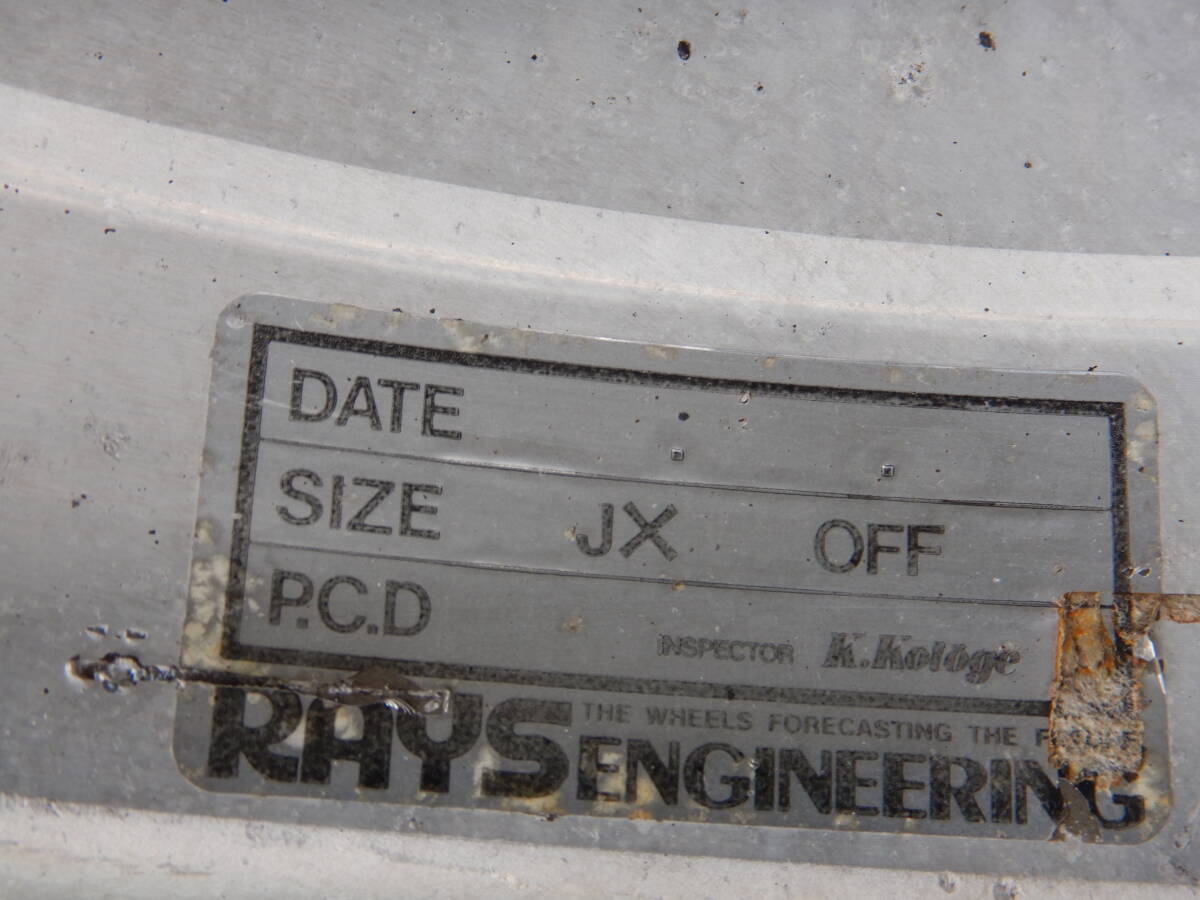 DATE . .
SIZE JX OFF
P.C.D
INSPECTOR K.Kotoge
THE WHEELS FORECASTING THE
RAYS ENGINEERING